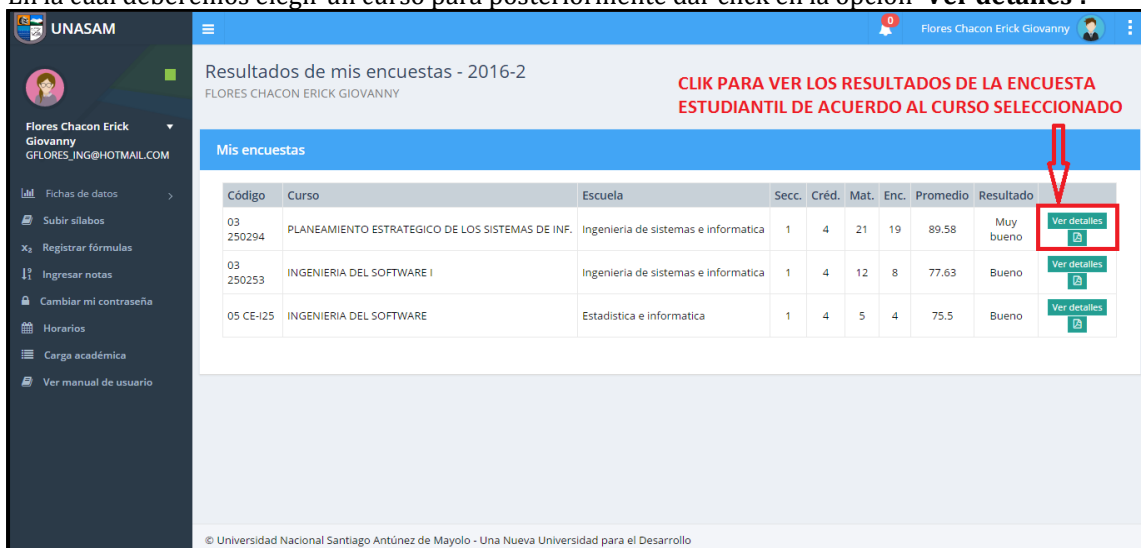 En la cual deberemos elegir un curso para posteriormente dar click en la opción "Ver detalles".
UNASAM
0
Flores Chacon Erick Giovanny
Flores Chacon Erick
Giovanny
GFLORES_ING@HOTMAIL.COM
Fichas de datos
Subir sílabos
X₂ Registrar fórmulas
Ingresar notas
Cambiar mi contraseña
Horarios
Carga académica
Ver manual de usuario
Resultados de mis encuestas - 2016-2
FLORES CHACON ERICK GIOVANNY
CLIK PARA VER LOS RESULTADOS DE LA ENCUESTA
ESTUDIANTIL DE ACUERDO AL CURSO SELECCIONADO
Mis encuestas
Código Curso Escuela Secc. Créd. Mat. Enc. Promedio Resultado
03 250294 PLANEAMIENTO ESTRATEGICO DE LOS SISTEMAS DE INF. Ingenieria de sistemas e informatica 1 4 21 19 89.58 Muy bueno Ver detalles
03 250253 INGENIERIA DEL SOFTWARE I Ingenieria de sistemas e informatica 1 4 12 8 77.63 Bueno Ver detalles
05 CE-I25 INGENIERIA DEL SOFTWARE Estadistica e informatica 1 4 5 4 75.5 Bueno Ver detalles
© Universidad Nacional Santiago Antúnez de Mayolo - Una Nueva Universidad para el Desarrollo